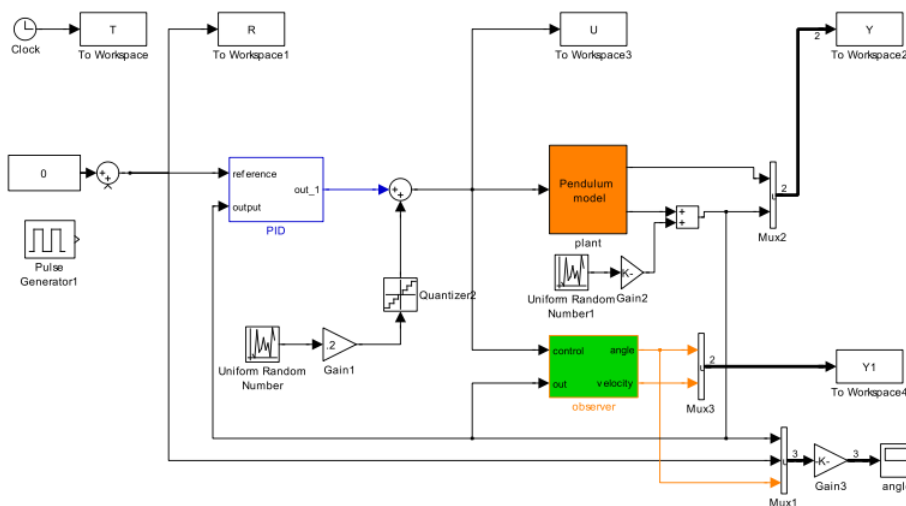 T
R
U
Y
Clock
To Workspace
To Workspace1
To Workspace3
2
To Workspace2
0
reference
output
out_1
PID
+
+
Pendulum
model
plant
+
+
2
Mux2
Pulse
Generator1
Quantizer2
K-
Uniform Random
Number1
Gain2
.2
Uniform Random
Number
Gain1
control
out
angle
velocity
observer
2
Mux3
Y1
To Workspace4
3
-K-
3
Mux1
Gain3
angle